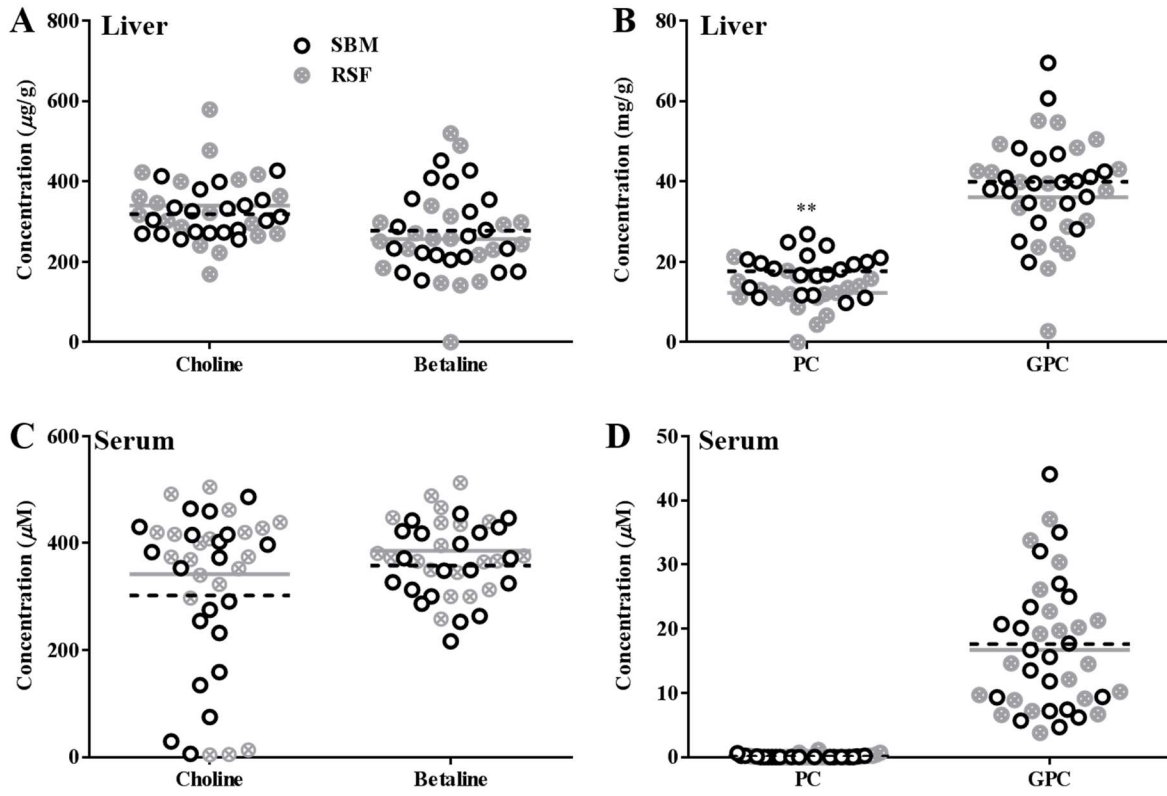 A Liver
800
600
400
200
0
Concentration (µg/g)
SBM
RSF
Choline Betaline
B Liver
80
60
40
20
0
Concentration (mg/g)
**
PC GPC
C Serum
600
400
200
0
Concentration (µM)
Choline Betaline
D Serum
50
40
30
20
10
0
Concentration (µM)
PC GPC